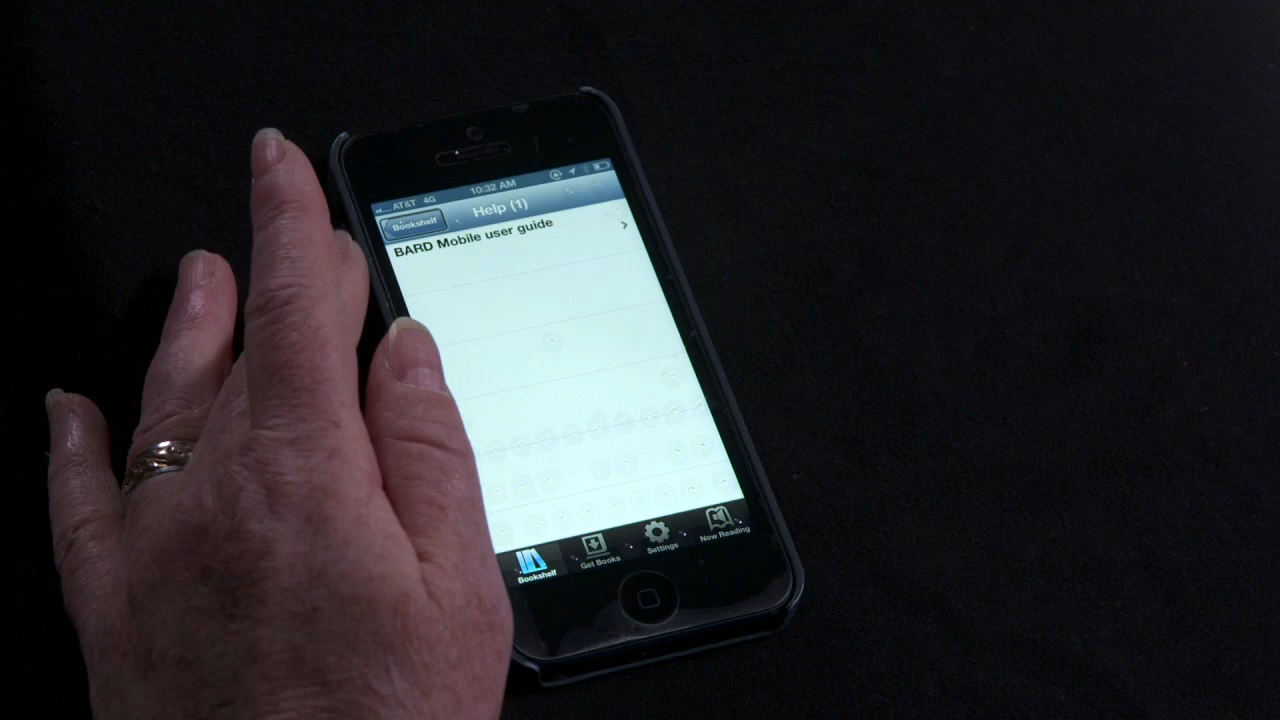 AT&T 4G 10:32 AM
Bookshelf Help (1)
BARD Mobile user guide
Bookshelf Get Books Settings Now Reading